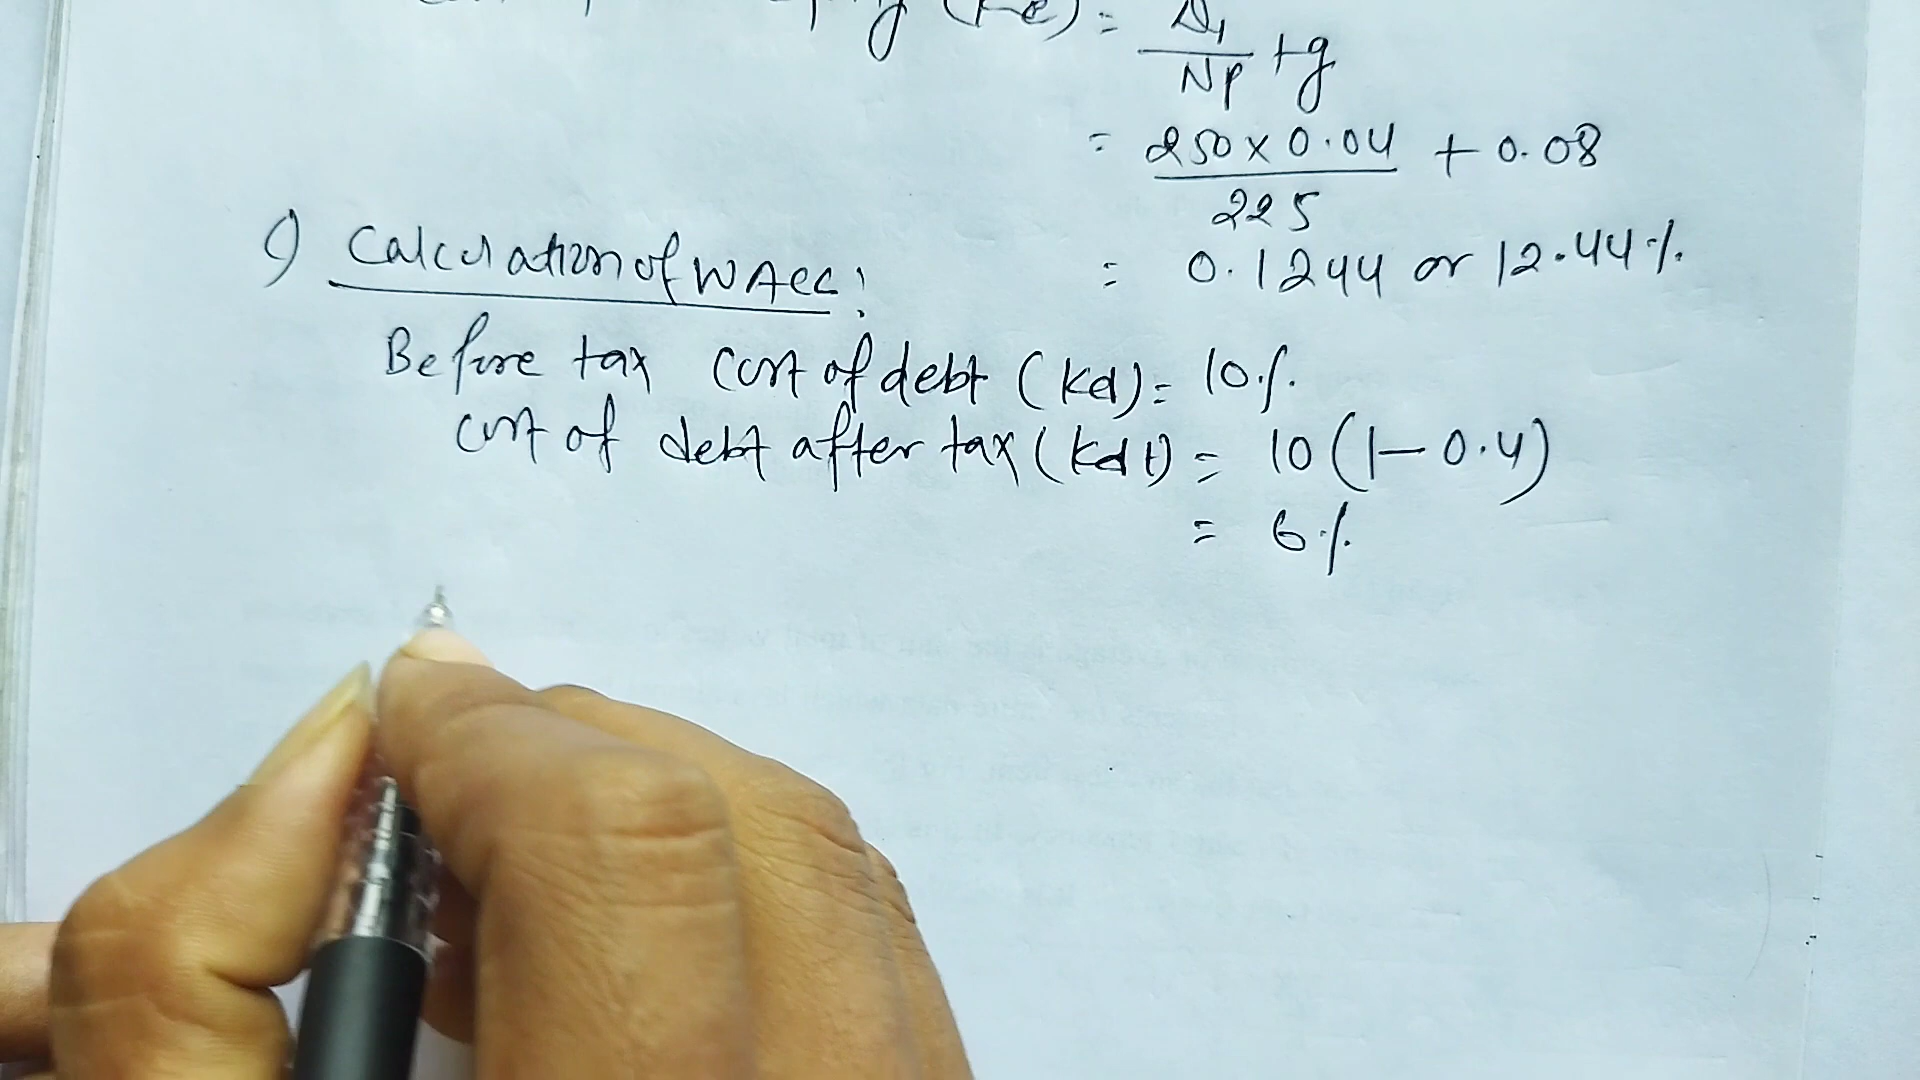 g (Ke) = D1
Np + g
= 250 x 0.04 + 0.08
225
= 0.1244 or 12.44%
c) Calculation of WACC:
Before tax cost of debt (Kd) = 10%
cost of debt after tax (Kdt) = 10 (1 - 0.4)
= 6%